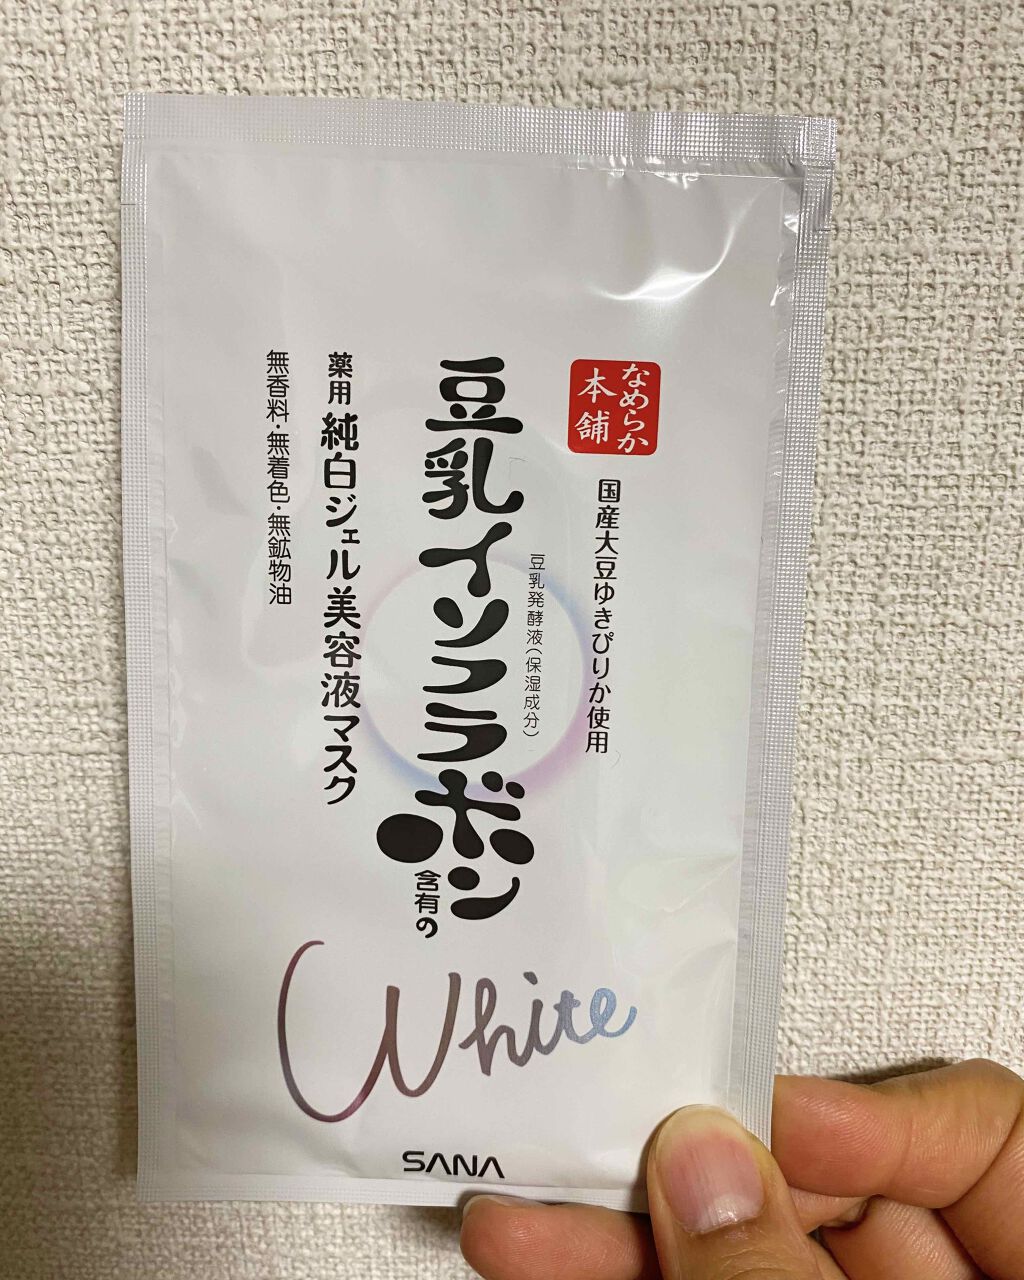 なめらか
本舗
国産大豆ゆきぴりか使用
豆乳発酵液(保湿成分)
豆乳イソフラボン
含有の
薬用 純白ジェル美容液マスク
無香料・無着色・無鉱物油
White
SANA